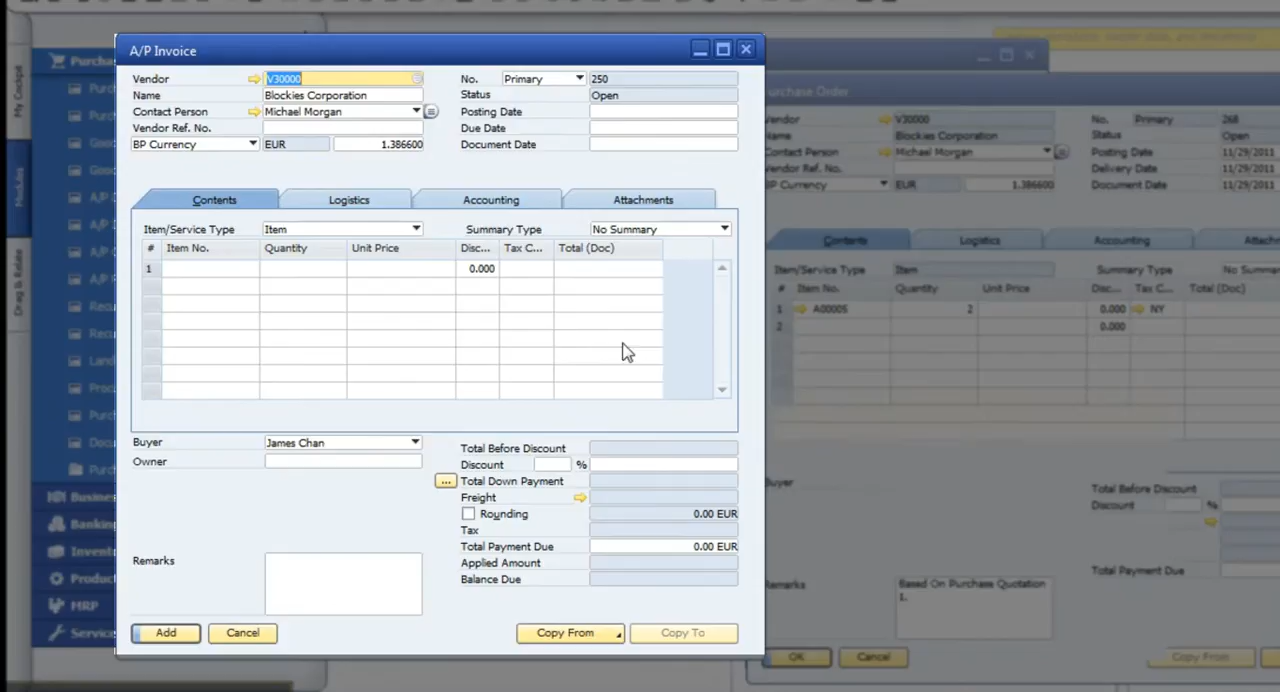 A/P Invoice
Vendor V30000 No. Primary 250
Name Blockies Corporation Status Open
Contact Person Michael Morgan Posting Date
Vendor Ref. No. Due Date
BP Currency EUR 1.386600 Document Date
Contents Logistics Accounting Attachments
Item/Service Type Item Summary Type No Summary
# Item No. Quantity Unit Price Disc... Tax C... Total (Doc)
1 0.000
Buyer James Chan Total Before Discount
Discount %
Owner
... Total Down Payment
Freight
Rounding 0.00 EUR
Tax
Total Payment Due 0.00 EUR
Remarks Applied Amount
Balance Due
Add Cancel Copy From Copy To
My Cockpit
Modules
Drag & Relate
Purch
Purc
Purc
Good
Good
A/P
A/P
A/P
A/P
Recu
Recu
Land
Proc
Purc
Docu
Purc
Busine
Banking
Invent
Produc
MRP
Service
urchase Order
Vendor V30000 No. Primary 268
Name Blockies Corporation Status Open
Contact Person Michael Morgan Posting Date 11/29/2011
Vendor Ref. No. Delivery Date 11/29/2011
BP Currency EUR 1.386600 Document Date 11/29/2011
Contents Logistics Accounting Attachm
Item/Service Type Item Summary Type No Summa
# Item No. Quantity Unit Price Disc... Tax C... Total (Doc)
1 A00005 2 0.000 NY
2 0.000
Buyer Total Before Discount
Discount %
Total Payment Due
Remarks Based On Purchase Quotation
1.
OK Cancel Copy From